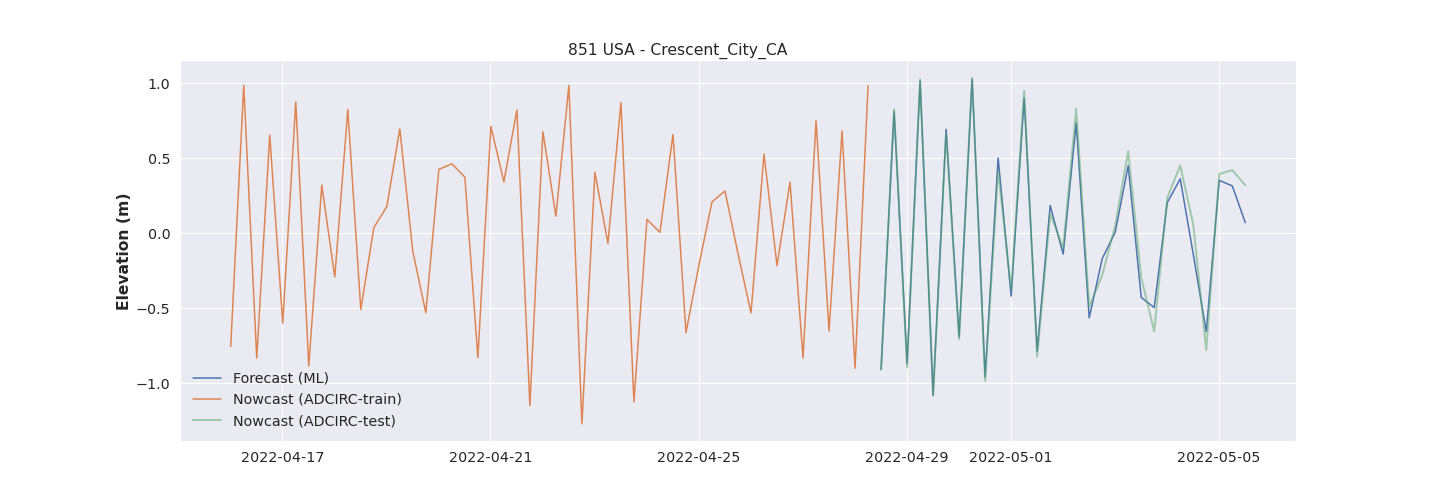 851 USA - Crescent_City_CA
Elevation (m)
1.0
0.5
0.0
−0.5
−1.0
Forecast (ML)
Nowcast (ADCIRC-train)
Nowcast (ADCIRC-test)
2022-04-17 2022-04-21 2022-04-25 2022-04-29 2022-05-01 2022-05-05